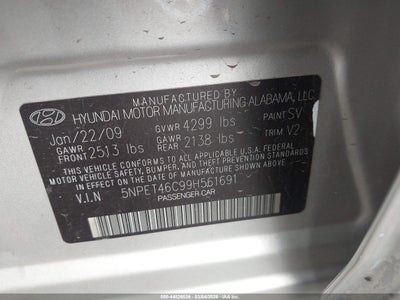 MANUFACTURED BY
HYUNDAI MOTOR MANUFACTURING ALABAMA, LLC
Jan/22/09 GVWR 4299 lbs PAINT SV
GAWR FRONT 2513 lbs GAWR REAR 2138 lbs TRIM V2
THIS VEHICLE CONFORMS TO ALL APPLICABLE U.S.A. FEDERAL
MOTOR VEHICLE SAFETY, BUMPER, AND THEFT PREVENTION
STANDARDS IN EFFECT ON THE DATE OF MANUFACTURE
SHOWN ABOVE.
V.I.N 5NPET46C99H561691
PASSENGER CAR